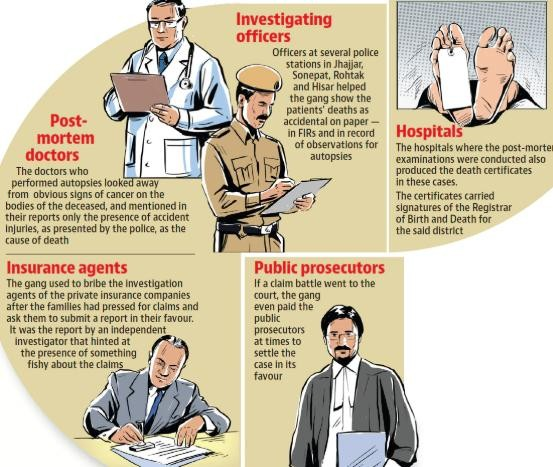 Investigating
officers
Officers at several police
stations in Jhajjar,
Sonepat, Rohtak
and Hisar helped
the gang show the
patients' deaths as
accidental on paper —
in FIRs and in record
of observations for
autopsies
Post-
mortem
doctors
The doctors who
performed autopsies looked away
from obvious signs of cancer on the
bodies of the deceased, and mentioned in
their reports only the presence of accident
injuries, as presented by the police, as the
cause of death
Hospitals
The hospitals where the post-morte
examinations were conducted also
produced the death certificates
in these cases.
The certificates carried
signatures of the Registrar
of Birth and Death for
the said district
Insurance agents
The gang used to bribe the investigation
agents of the private insurance companies
after the families had pressed for claims and
ask them to submit a report in their favour.
It was the report by an independent
investigator that hinted at
the presence of something
fishy about the claims
Public prosecutors
If a claim battle went to the
court, the gang
even paid the
public
prosecutors
at times to
settle the
case in its
favour